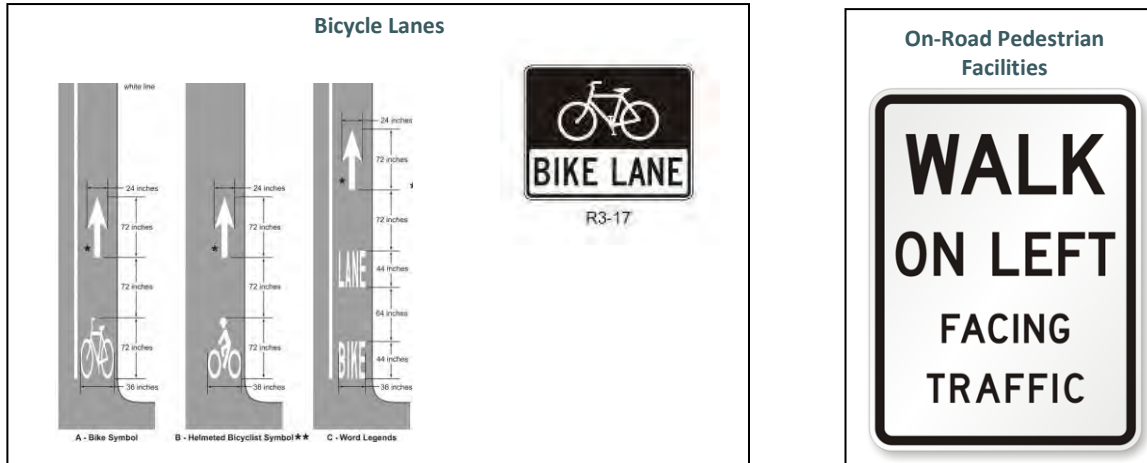 Bicycle Lanes
white line
24 inches
72 inches
72 inches
72 inches
36 inches
A - Bike Symbol
24 inches
72 inches
72 inches
72 inches
36 inches
B - Helmeted Bicyclist Symbol★★
24 inches
72 inches
72 inches
LANE
44 inches
64 inches
BIKE
44 inches
36 inches
C - Word Legends
BIKE LANE
R3-17
On-Road Pedestrian
Facilities
WALK
ON LEFT
FACING
TRAFFIC